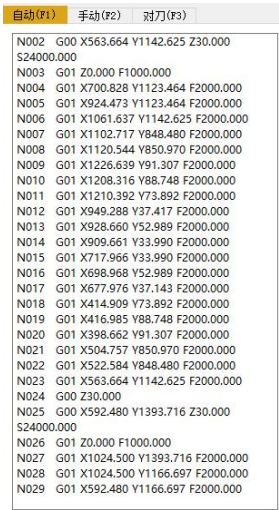 自动(F1) 手动(F2) 对刀(F3)
N002 G00 X563.664 Y1142.625 Z30.000
S24000.000
N003 G01 Z0.000 F1000.000
N004 G01 X700.828 Y1123.464 F2000.000
N005 G01 X924.473 Y1123.464 F2000.000
N006 G01 X1061.637 Y1142.625 F2000.000
N007 G01 X1102.717 Y848.480 F2000.000
N008 G01 X1120.544 Y850.970 F2000.000
N009 G01 X1226.639 Y91.307 F2000.000
N010 G01 X1208.316 Y88.748 F2000.000
N011 G01 X1210.392 Y73.892 F2000.000
N012 G01 X949.288 Y37.417 F2000.000
N013 G01 X928.660 Y52.989 F2000.000
N014 G01 X909.661 Y33.990 F2000.000
N015 G01 X717.966 Y33.990 F2000.000
N016 G01 X698.968 Y52.989 F2000.000
N017 G01 X677.976 Y37.143 F2000.000
N018 G01 X414.909 Y73.892 F2000.000
N019 G01 X416.985 Y88.748 F2000.000
N020 G01 X398.662 Y91.307 F2000.000
N021 G01 X504.757 Y850.970 F2000.000
N022 G01 X522.584 Y848.480 F2000.000
N023 G01 X563.664 Y1142.625 F2000.000
N024 G00 Z30.000
N025 G00 X592.480 Y1393.716 Z30.000
S24000.000
N026 G01 Z0.000 F1000.000
N027 G01 X1024.500 Y1393.716 F2000.000
N028 G01 X1024.500 Y1166.697 F2000.000
N029 G01 X592.480 Y1166.697 F2000.000